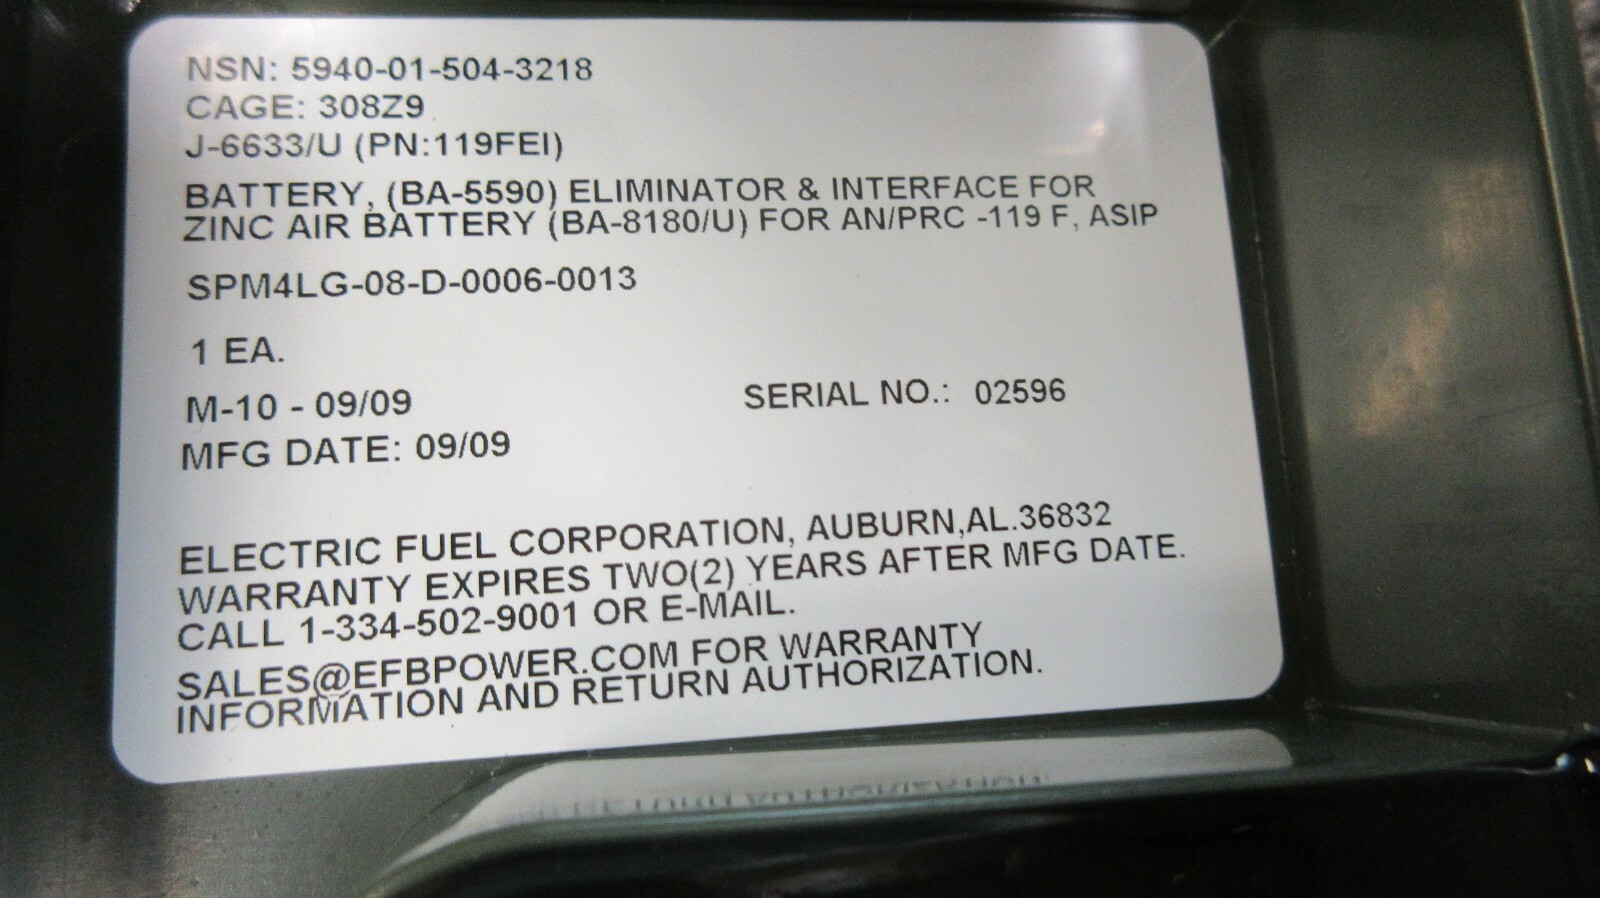 NSN: 5940-01-504-3218
CAGE: 308Z9
J-6633/U (PN:119FEI)
BATTERY, (BA-5590) ELIMINATOR & INTERFACE FOR
ZINC AIR BATTERY (BA-8180/U) FOR AN/PRC -119 F, ASIP
SPM4LG-08-D-0006-0013
1 EA.
M-10 - 09/09
SERIAL NO.: 02596
MFG DATE: 09/09
ELECTRIC FUEL CORPORATION, AUBURN,AL.36832
WARRANTY EXPIRES TWO(2) YEARS AFTER MFG DATE.
CALL 1-334-502-9001 OR E-MAIL.
SALES@EFBPOWER.COM FOR WARRANTY
INFORMATION AND RETURN AUTHORIZATION.